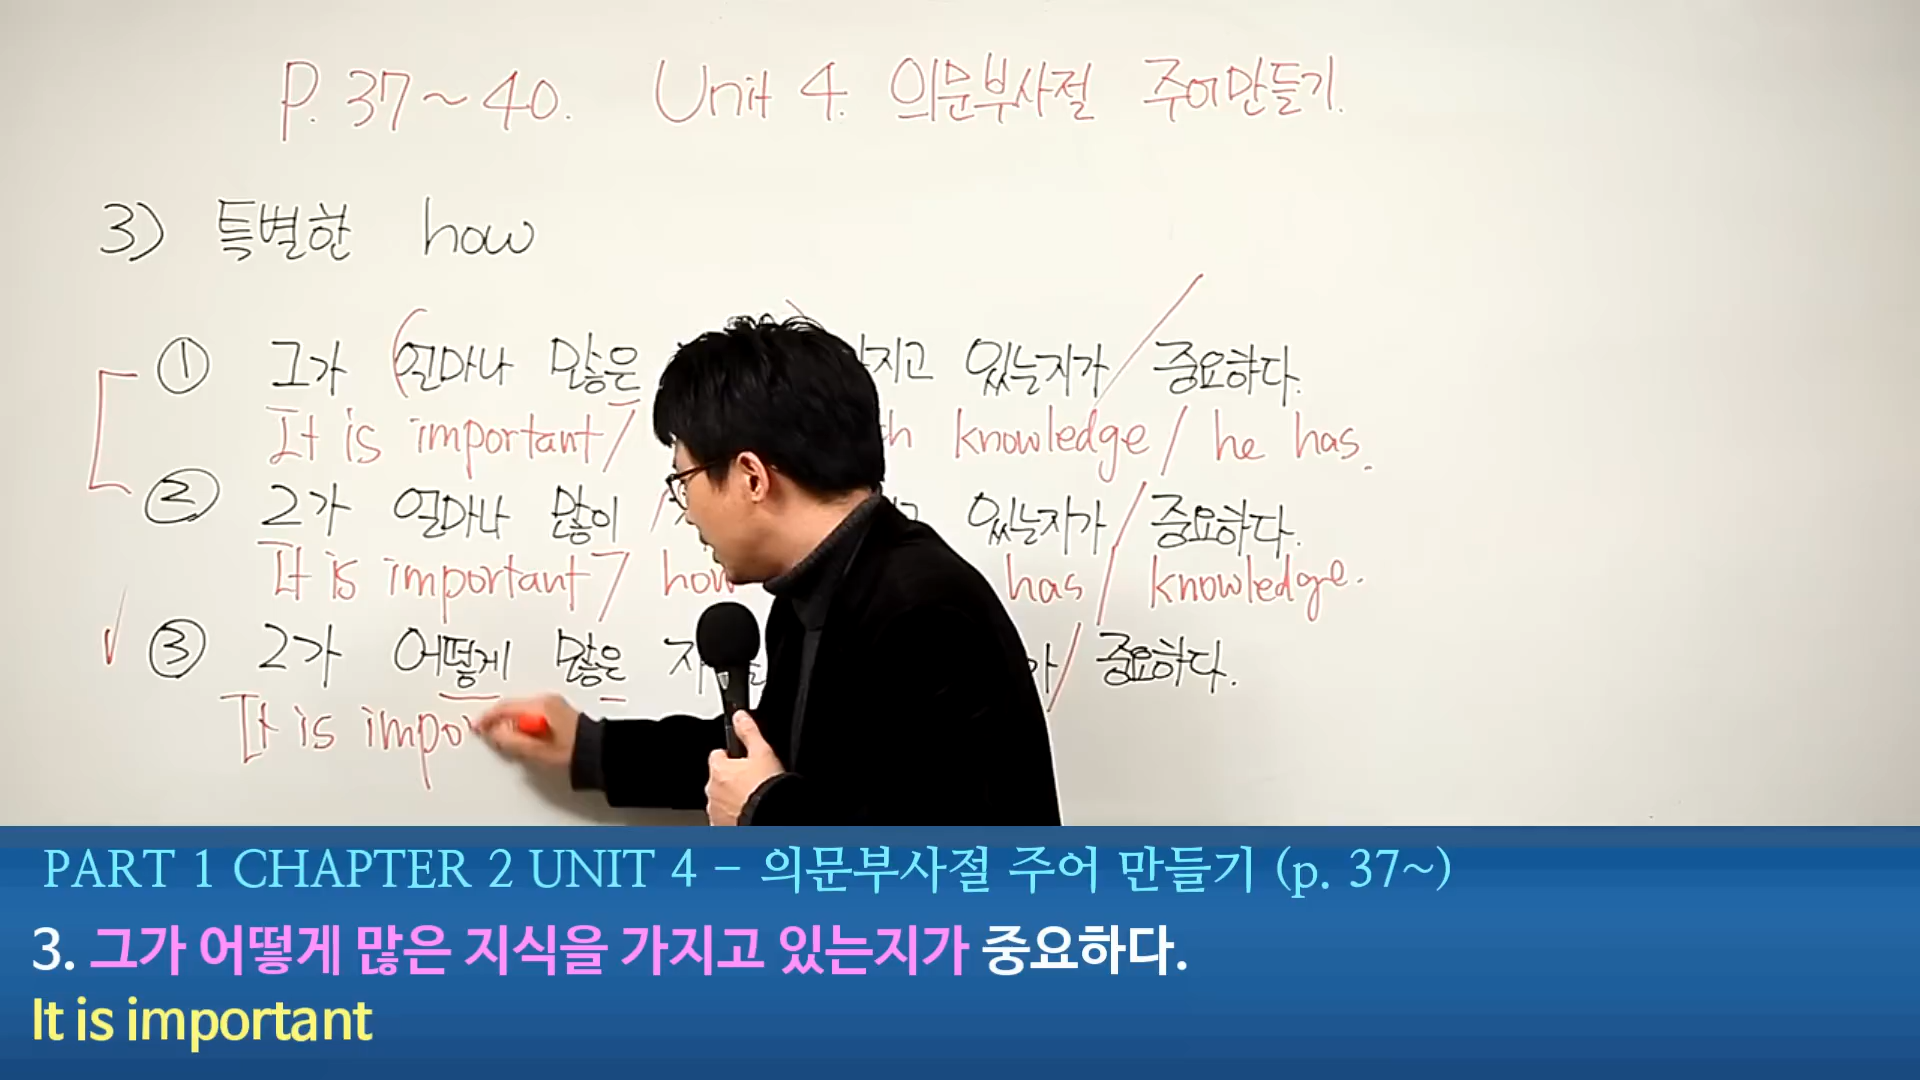 P. 37~40. Unit 4. 의문부사절 주어만들기.
3) 특별한 how
① 그가 (얼마나 많은 있는지가 / 중요하다.
It is important / knowledge / he has.
② 그가 얼마나 많이 / 있는지가 / 중요하다.
It is important / how has / knowledge.
③ 그가 어떻게 많은 / 중요하다.
It is
PART 1 CHAPTER 2 UNIT 4 - 의문부사절 주어 만들기 (p. 37~)
3. 그가 어떻게 많은 지식을 가지고 있는지가 중요하다.
It is important